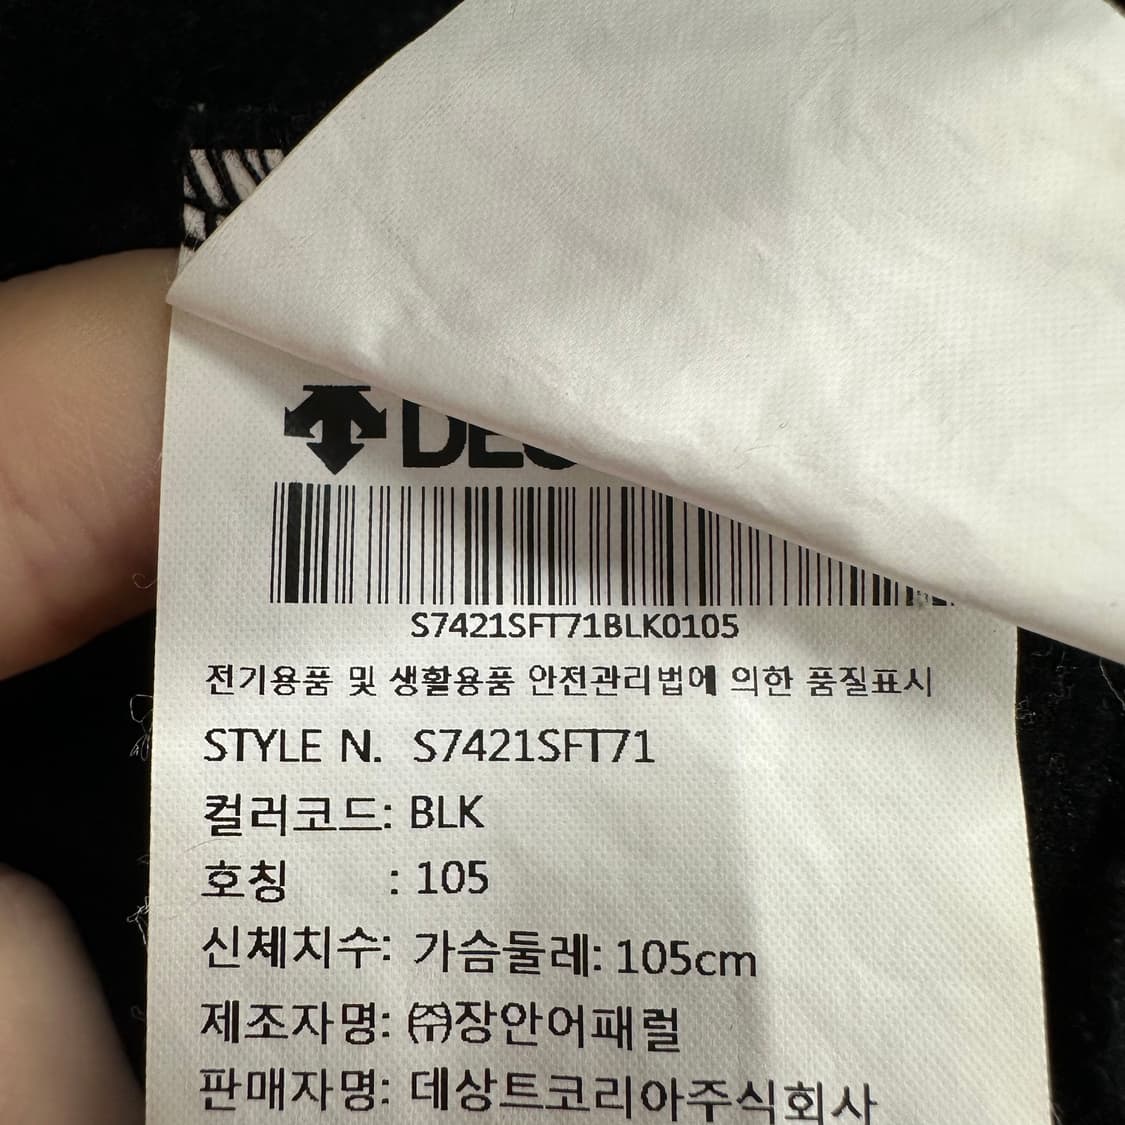 S7421SFT71BLK0105
전기용품 및 생활용품 안전관리법에 의한 품질표시
STYLE N. S7421SFT71
컬러코드: BLK
호칭 : 105
신체치수: 가슴둘레: 105cm
제조자명: ㈜장안어패럴
판매자명: 데상트코리아주식회사